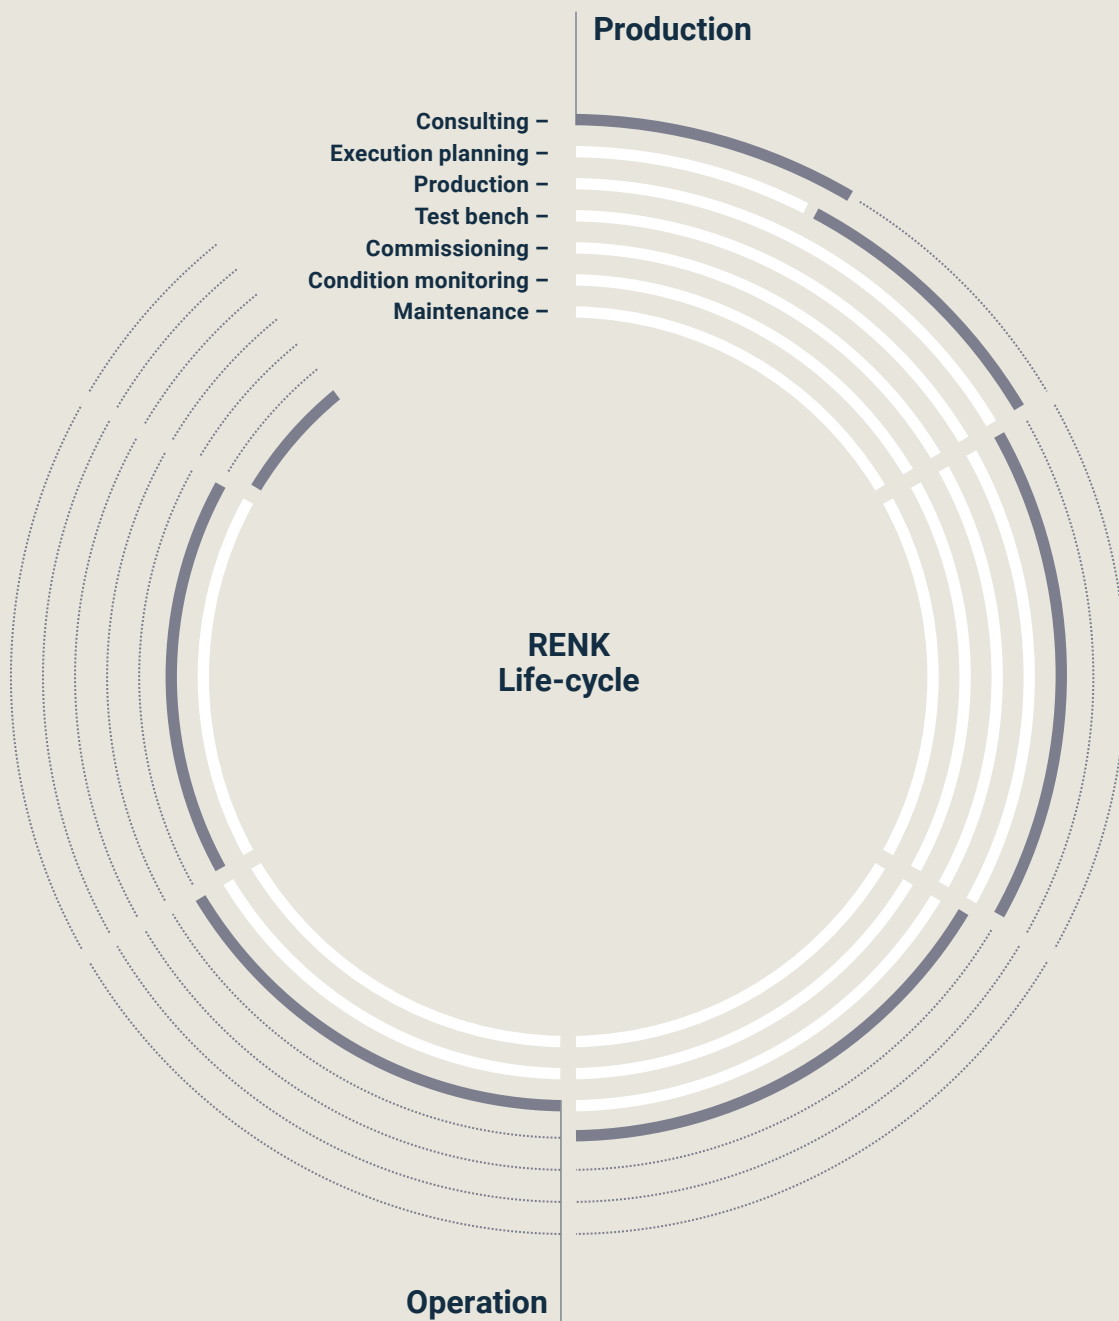 Production
Consulting –
Execution planning –
Production –
Test bench –
Commissioning –
Condition monitoring –
Maintenance –
RENK
Life-cycle
Operation